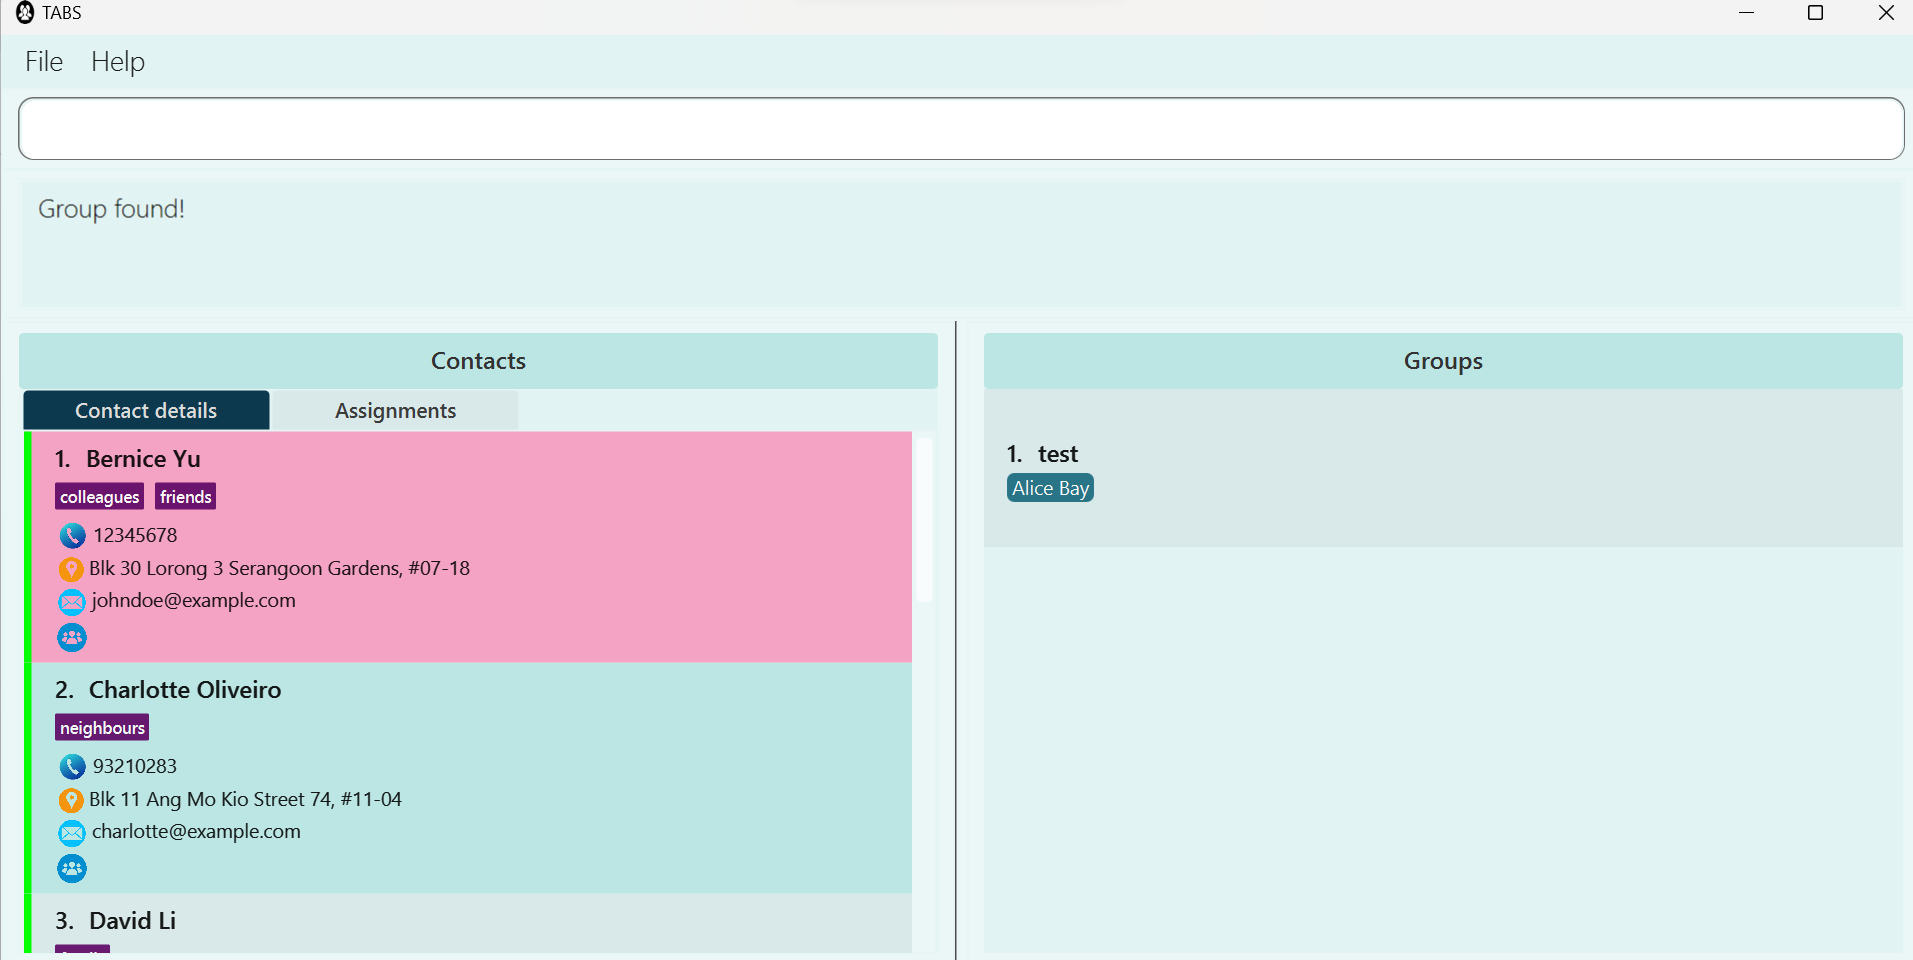 TABS
File Help
Group found!
Contacts
Contact details Assignments
1. Bernice Yu
colleagues friends
12345678
Blk 30 Lorong 3 Serangoon Gardens, #07-18
johndoe@example.com
2. Charlotte Oliveiro
neighbours
93210283
Blk 11 Ang Mo Kio Street 74, #11-04
charlotte@example.com
3. David Li
Groups
1. test
Alice Bay